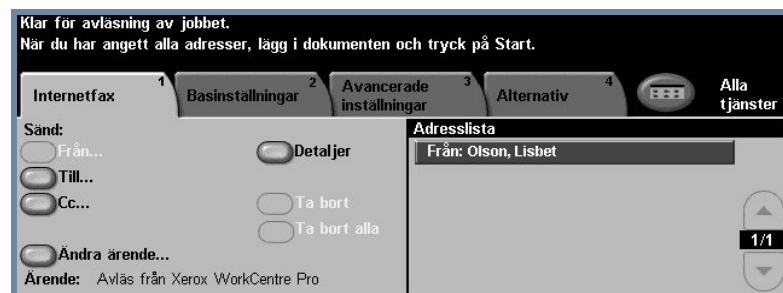 Klar för avläsning av jobbet.
När du har angett alla adresser, lägg i dokumenten och tryck på Start.
Internetfax 1
Basinställningar 2
Avancerade inställningar 3
Alternativ 4
Alla tjänster
Sänd:
Från...
Detaljer
Till...
Cc...
Ta bort
Ta bort alla
Ändra ärende...
Ärende: Avläs från Xerox WorkCentre Pro
Adresslista
Från: Olson, Lisbet
1/1